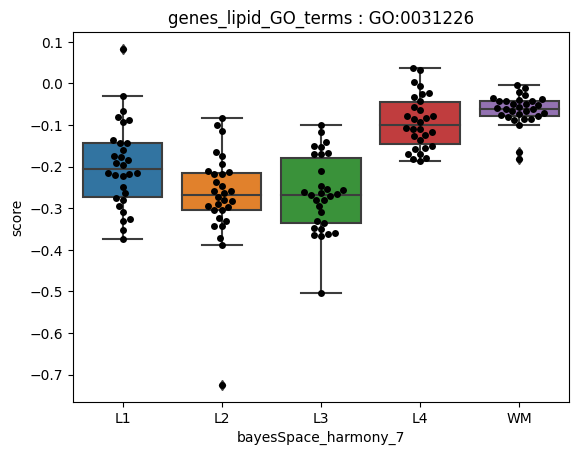 genes_lipid_GO_terms : GO:0031226
0.1
0.0
−0.1
−0.2
−0.3
−0.4
−0.5
−0.6
−0.7
score
L1 L2 L3 L4 WM
bayesSpace_harmony_7